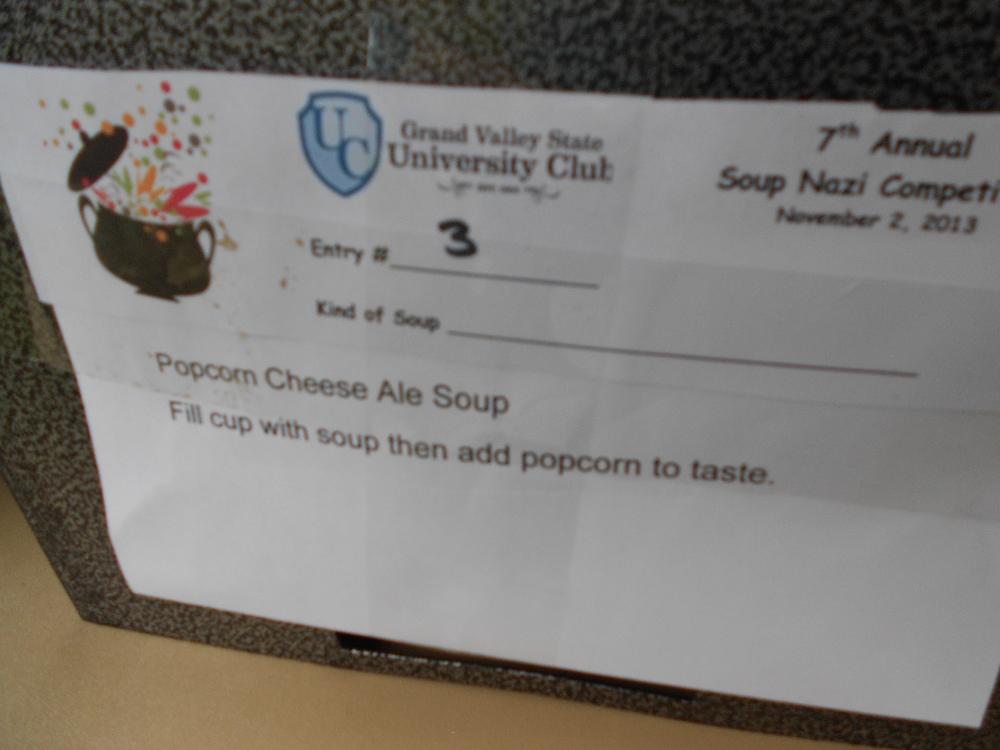 UC
Grand Valley State
University Club
7th Annual
Soup Nazi Competi
November 2, 2013
Entry # 3
Kind of Soup
Popcorn Cheese Ale Soup
Fill cup with soup then add popcorn to taste.